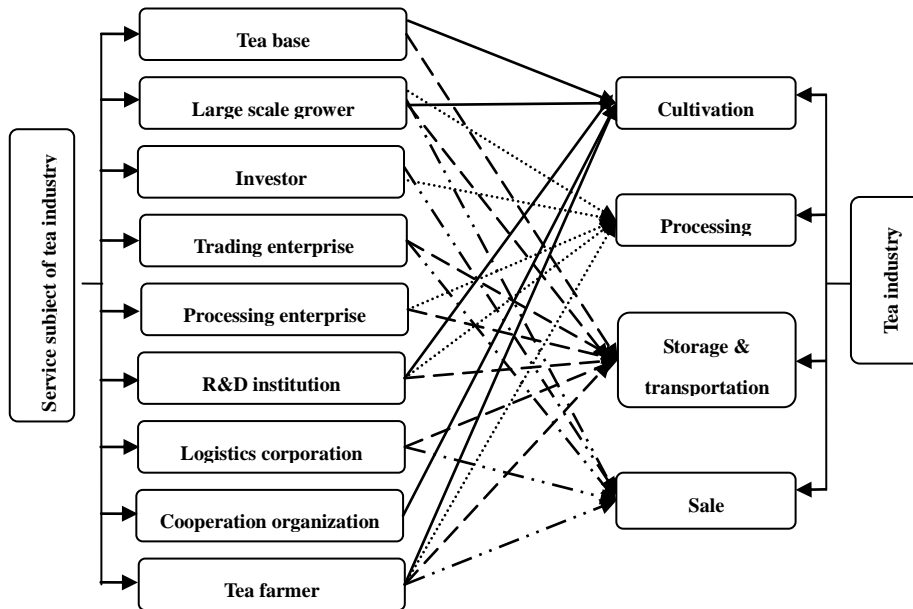 Service subject of tea industry
Tea base
Large scale grower
Investor
Trading enterprise
Processing enterprise
R&D institution
Logistics corporation
Cooperation organization
Tea farmer
Cultivation
Processing
Storage &
transportation
Sale
Tea industry